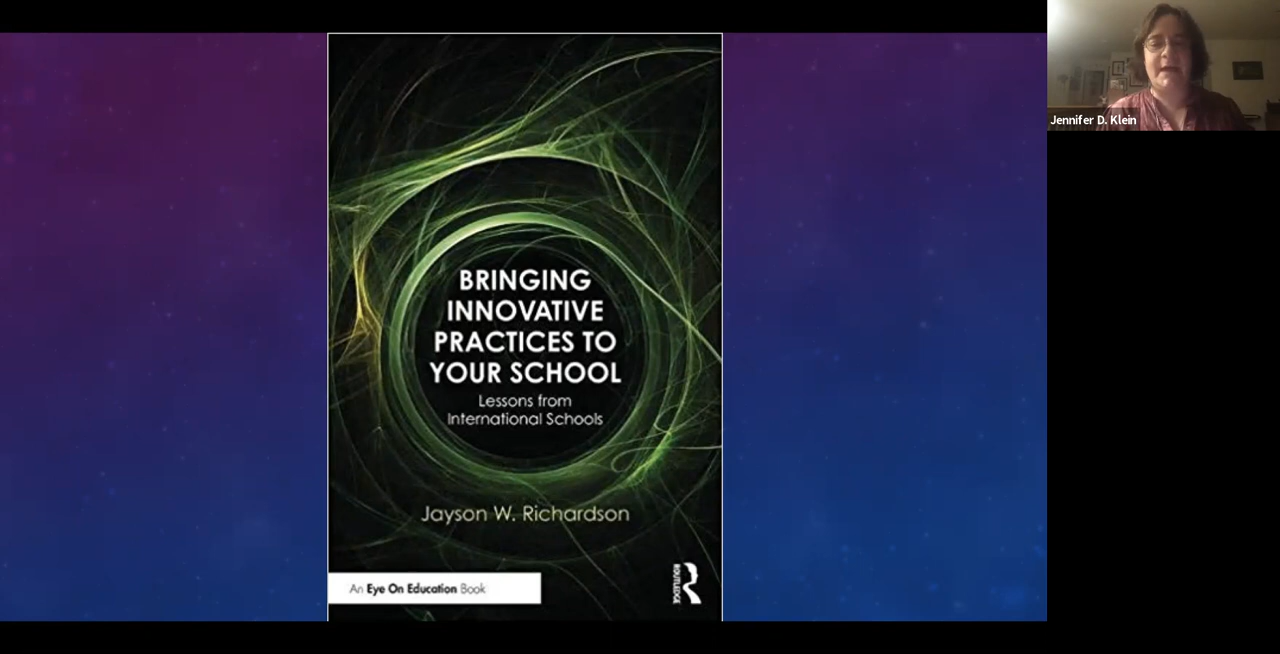 BRINGING
INNOVATIVE
PRACTICES TO
YOUR SCHOOL
Lessons from
International Schools
Jayson W. Richardson
An Eye On Education Book
ROUTLEDGE
Jennifer D. Klein